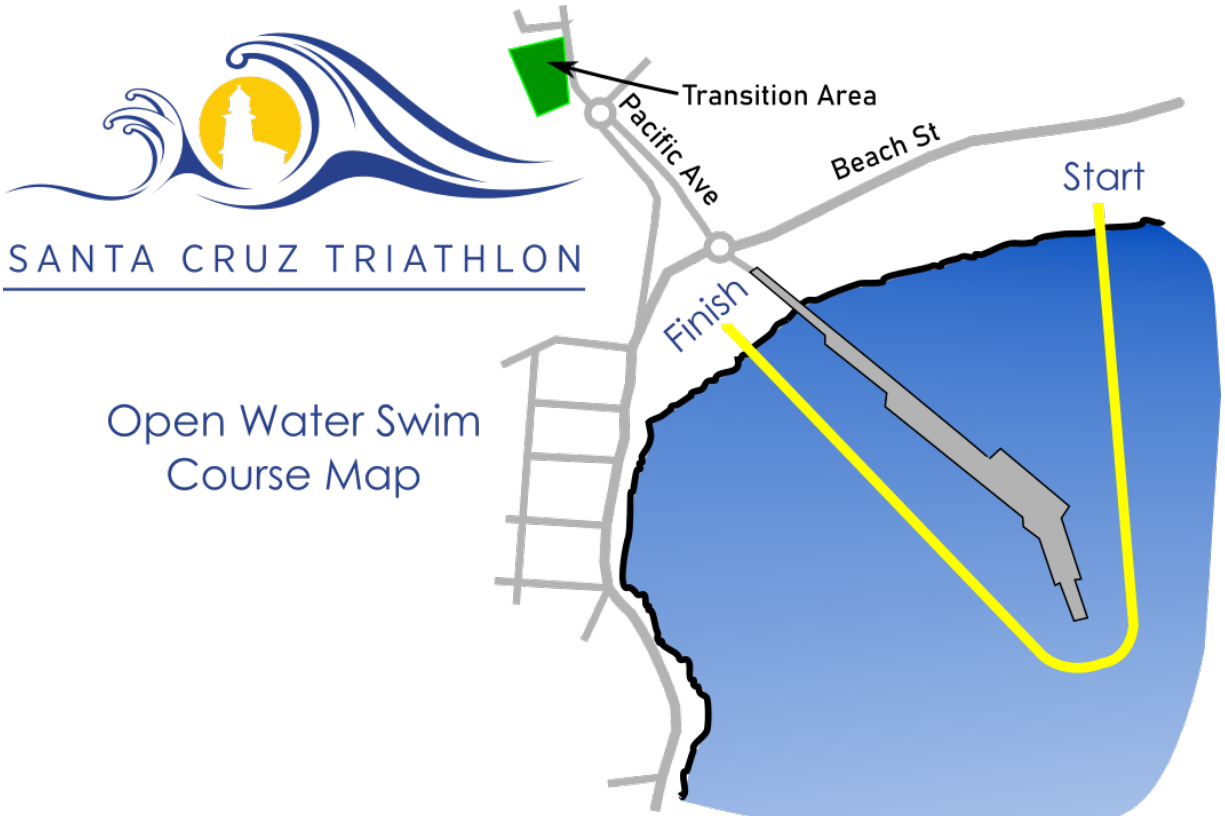 SANTA CRUZ TRIATHLON
Open Water Swim
Course Map
Transition Area
Pacific Ave
Beach St
Start
Finish